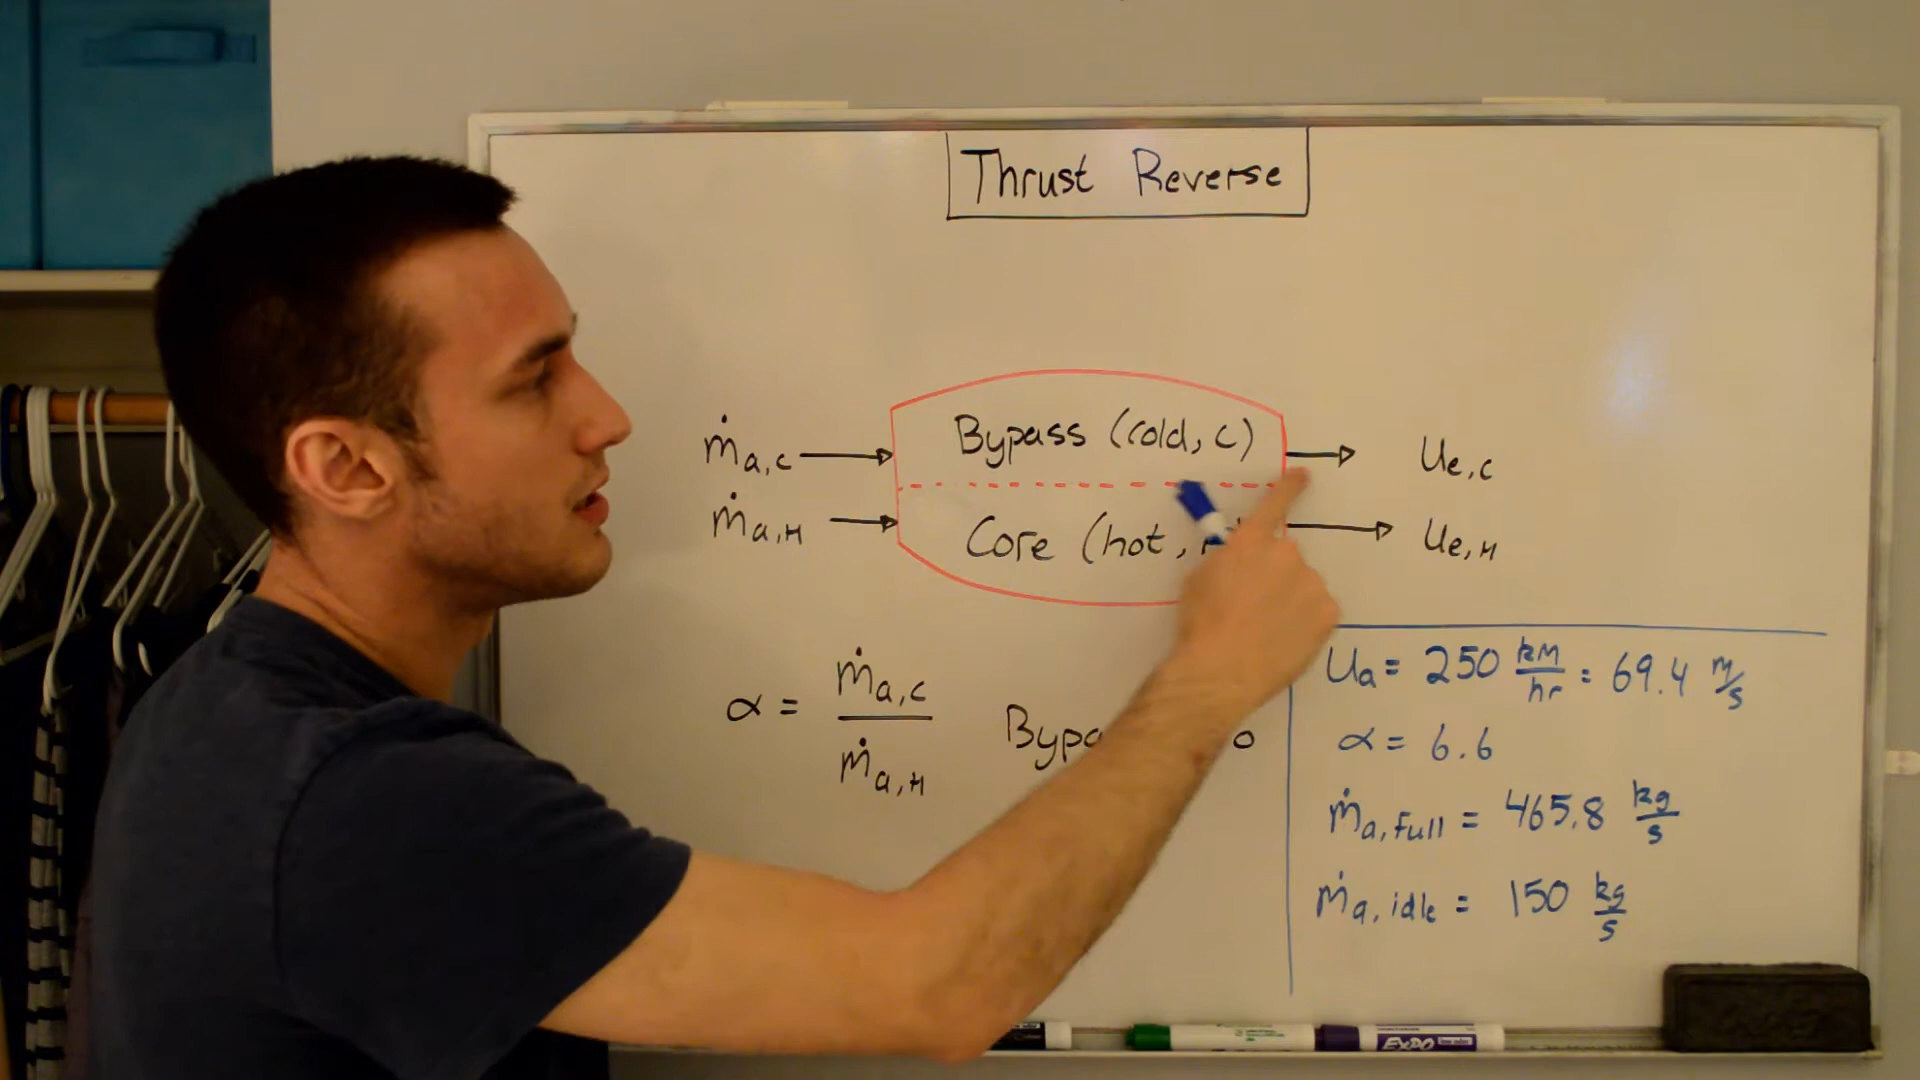 Thrust Reverse
ṁa,c
Bypass (cold, c)
ue,c
ṁa,H
Core (hot,
ue,H
α = ṁa,c / ṁa,H
ua = 250 km/hr = 69.4 m/s
α = 6.6
ṁa,full = 465.8 kg/s
ṁa,idle = 150 kg/s
EXPO